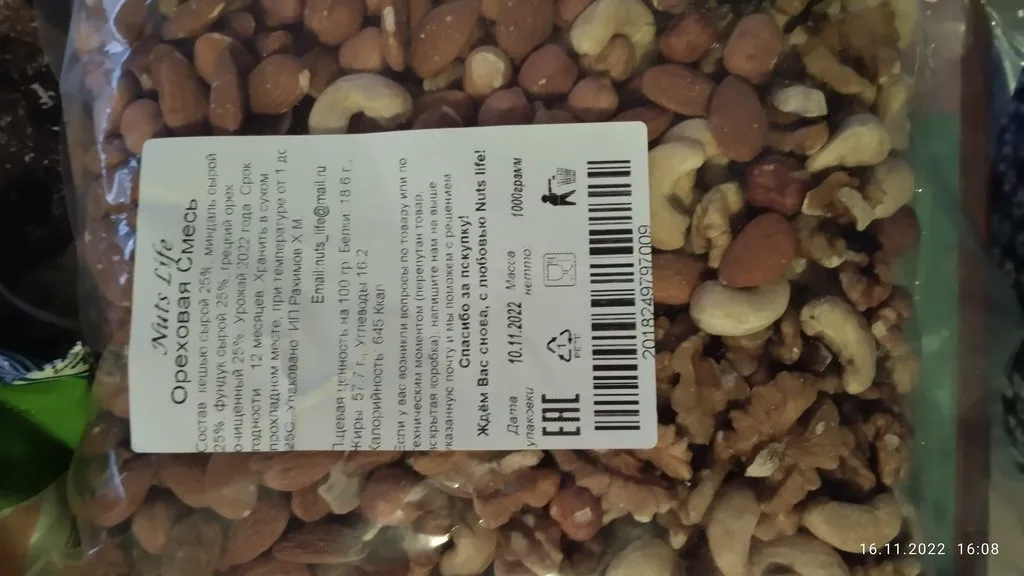 Nuts Life
Ореховая Смесь
Состав кешью сырой 25% миндаль сырой
25% фундук сырой 25% грецкий орех
очищенный 25% Урожай 2022 года Срок
годности 12 месяцев Хранить в сухом
прохладном месте, при температуре от 1 до
25С. Упаковано ИП Рахимов Х М
Email:nuts_life@mail.ru
Пищевая ценность на 100 гр. Белки: 18.6 г.,
Жиры 57,7 г., Углеводы 16.2
Калорийность 645 Ккал
Если у вас возникли вопросы по товару или по
техническим моментом (перепутан товар,
вскрытая коробка) напишите нам на выше
указанную почту и мы поможем с решением
Спасибо за покупку!
Ждём Вас снова, с любовью Nuts life!
Дата упаковки 10.11.2022 Масса нетто: 1000грамм
EAC
PETE
2018249797009
16.11.2022 16:08